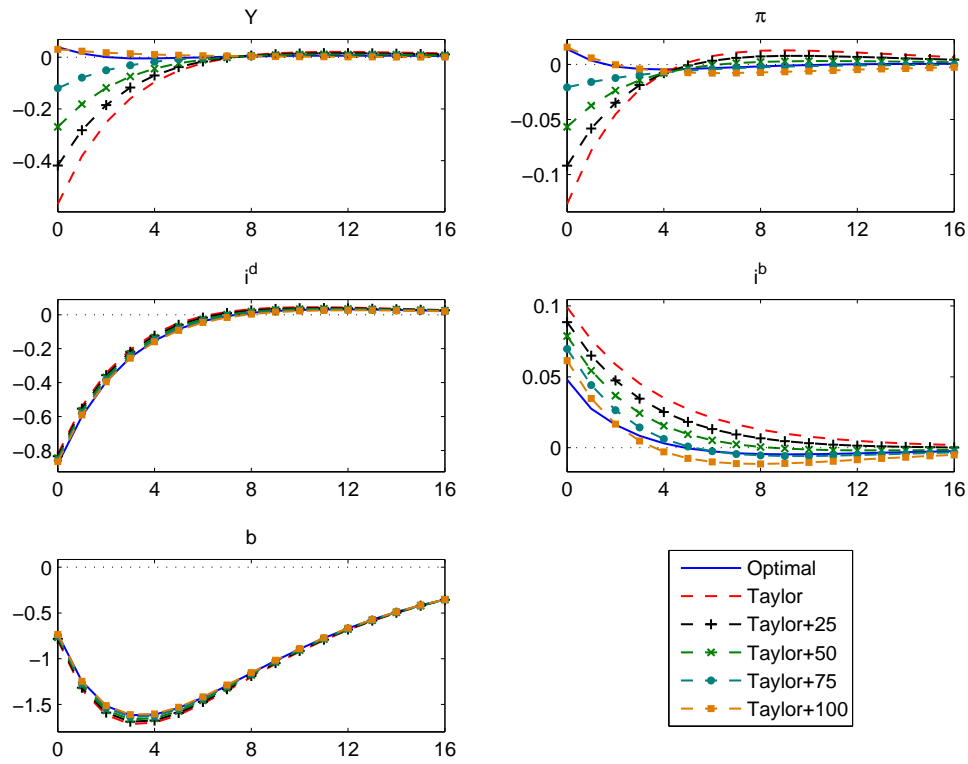 Y
0
−0.2
−0.4
0 4 8 12 16
π
0
−0.05
−0.1
0 4 8 12 16
i^d
0
−0.2
−0.4
−0.6
−0.8
0 4 8 12 16
i^b
0.1
0.05
0
0 4 8 12 16
b
0
−0.5
−1
−1.5
0 4 8 12 16
Optimal
Taylor
Taylor+25
Taylor+50
Taylor+75
Taylor+100